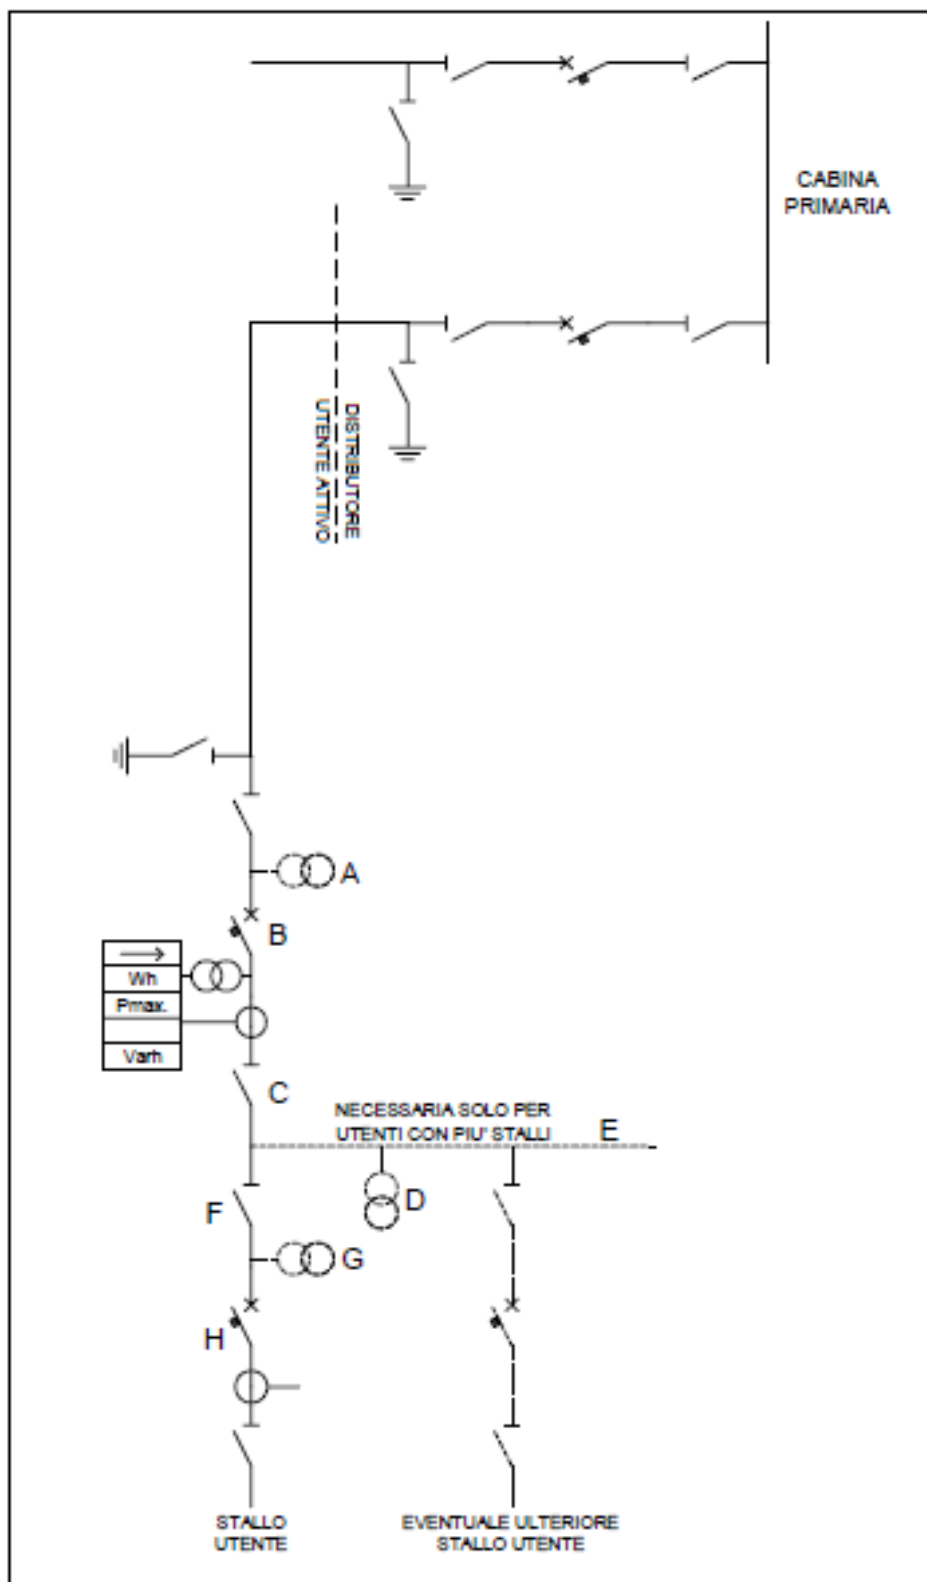 CABINA
PRIMARIA
DISTRIBUTORE
UTENTE ATTIVO
A
B
Wh
Pmax.
Varh
C
NECESSARIA SOLO PER
UTENTI CON PIU' STALLI
E
D
F
G
H
STALLO
UTENTE
EVENTUALE ULTERIORE
STALLO UTENTE